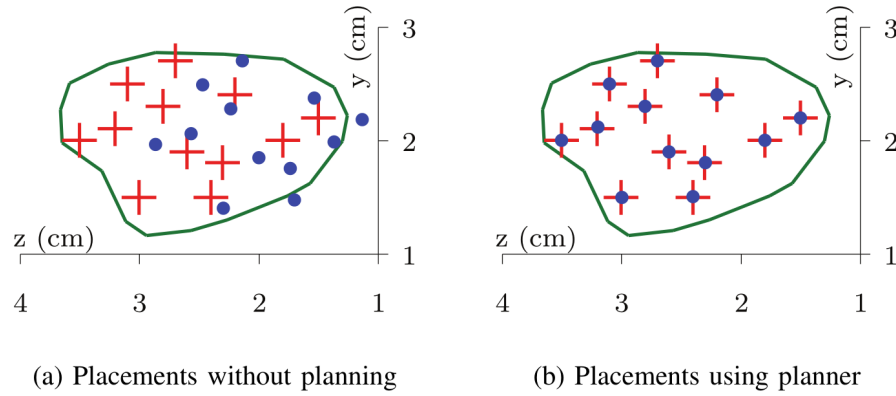 3
y (cm)
2
1
z (cm)
4 3 2 1
(a) Placements without planning
3
y (cm)
2
1
z (cm)
4 3 2 1
(b) Placements using planner